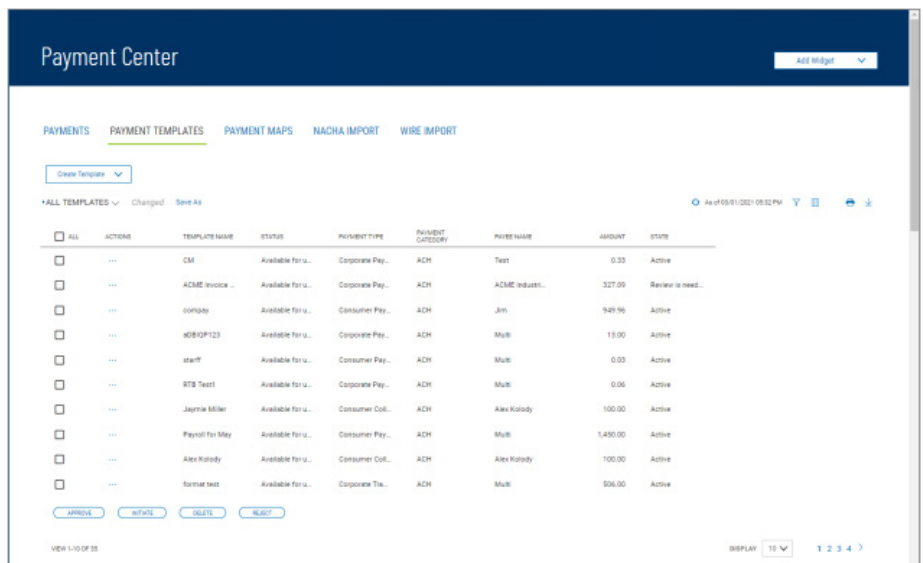 Payment Center
Add Widget
PAYMENTS PAYMENT TEMPLATES PAYMENT MAPS NACHA IMPORT WIRE IMPORT
Create Template
ALL TEMPLATES Changed Save As As of 03/01/2021 05:32 PM
ALL ACTIONS TEMPLATE NAME STATUS PAYMENT TYPE PAYMENT CATEGORY PAYEE NAME AMOUNT STATE
... CM Available for u... Corporate Pay... ACH Test 0.33 Active
... ACME Invoice ... Available for u... Corporate Pay... ACH ACME Industri... 327.09 Review is need...
... compay Available for u... Consumer Pay... ACH Jim 949.96 Active
... Available for u... Corporate Pay... ACH Multi 13.00 Active
... starff Available for u... Consumer Pay... ACH Multi 0.03 Active
... RTB Test1 Available for u... Corporate Pay... ACH Multi 0.06 Active
... Jaymie Miller Available for u... Consumer Coll... ACH Alex Kolody 100.00 Active
... Payroll for May Available for u... Consumer Pay... ACH Multi 1,450.00 Active
... Alex Kolody Available for u... Consumer Coll... ACH Alex Kolody 100.00 Active
... format test Available for u... Corporate Tra... ACH Multi 506.00 Active
APPROVE INITIATE DELETE REJECT
VIEW 1-10 OF 35 DISPLAY 10 1 2 3 4 >